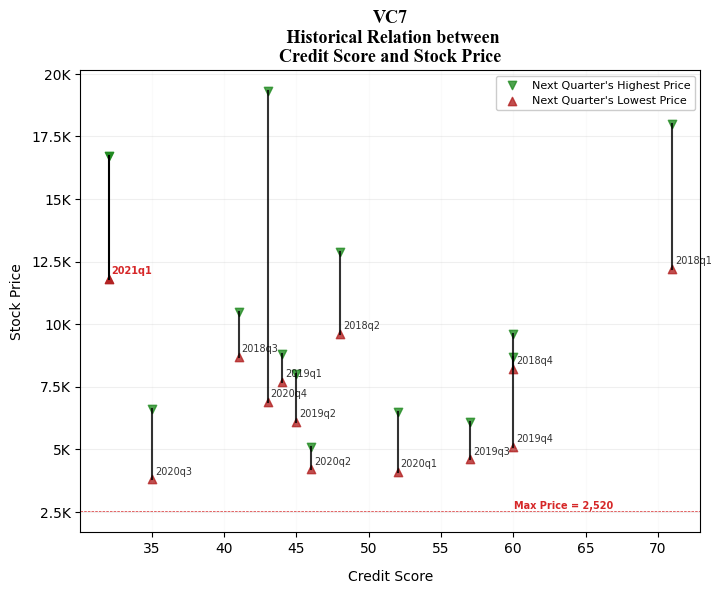 VC7
Historical Relation between
Credit Score and Stock Price
Next Quarter's Highest Price
Next Quarter's Lowest Price
20K
17.5K
15K
12.5K
10K
7.5K
5K
2.5K
Stock Price
2018q1
2021q1
2018q2
2018q3
2018q4
2019q1
2020q4
2019q2
2019q4
2019q3
2020q2
2020q1
2020q3
Max Price = 2,520
35 40 45 50 55 60 65 70
Credit Score